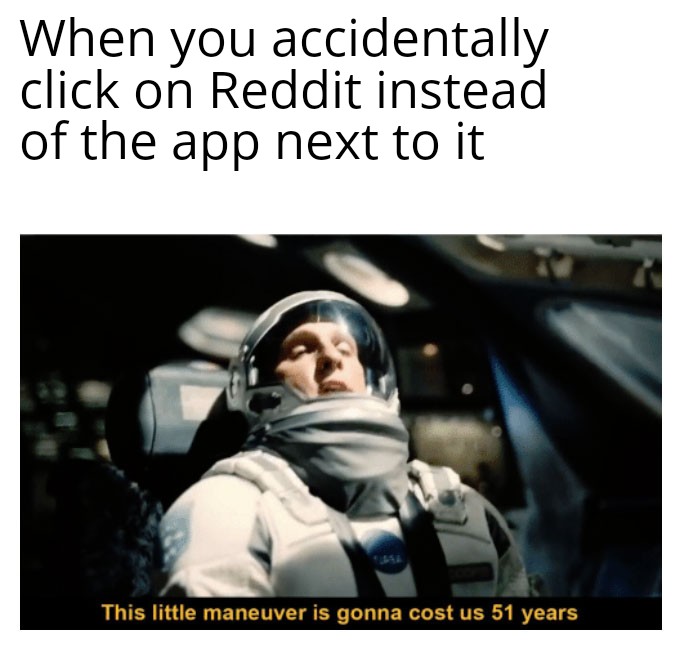 When you accidentally
click on Reddit instead
of the app next to it
NASA
This little maneuver is gonna cost us 51 years